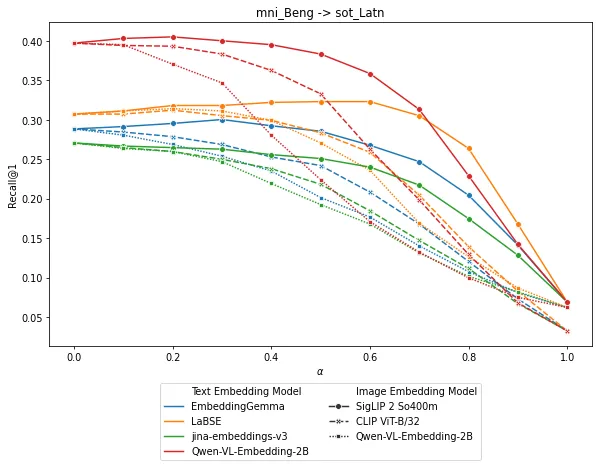 mni_Beng -> sot_Latn
Recall@1
0.40
0.35
0.30
0.25
0.20
0.15
0.10
0.05
0.0 0.2 0.4 0.6 0.8 1.0
α
Text Embedding Model
EmbeddingGemma
LaBSE
jina-embeddings-v3
Qwen-VL-Embedding-2B
Image Embedding Model
SigLIP 2 So400m
CLIP ViT-B/32
Qwen-VL-Embedding-2B